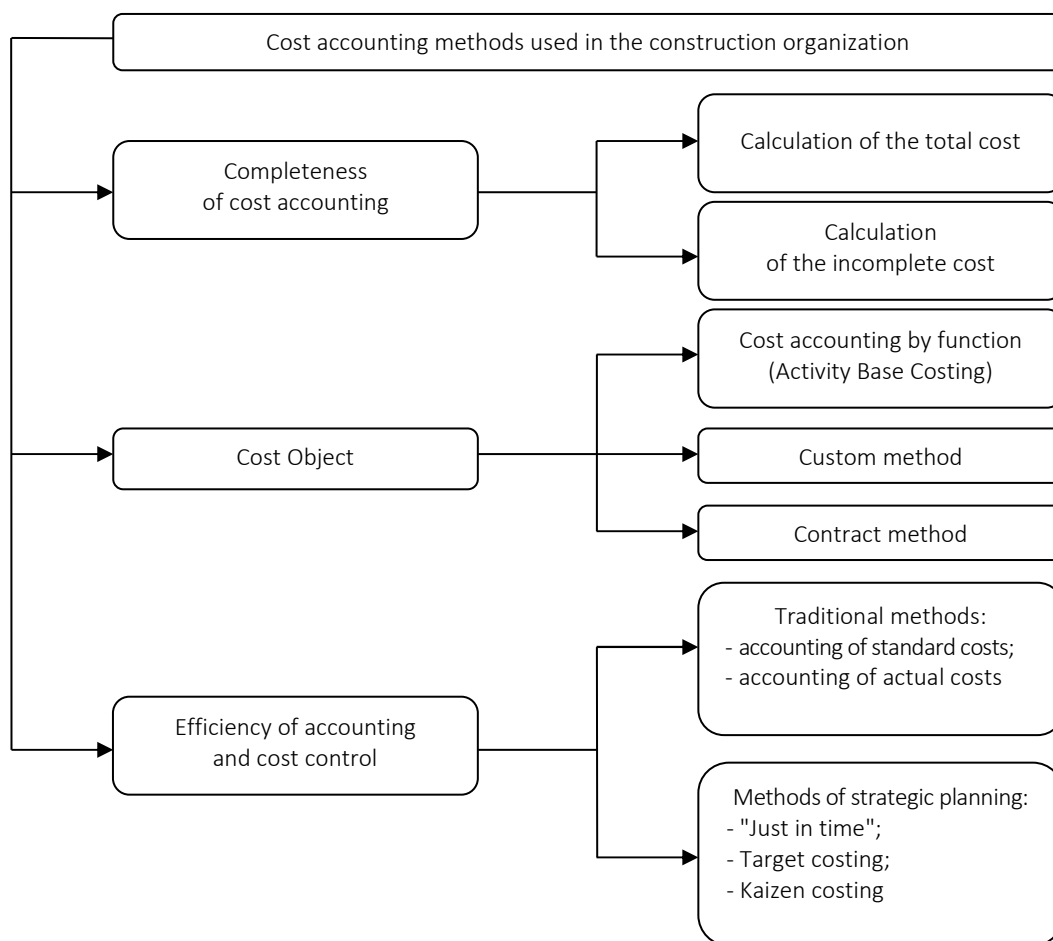 Cost accounting methods used in the construction organization
Completeness
of cost accounting
Calculation of the total cost
Calculation
of the incomplete cost
Cost Object
Cost accounting by function
(Activity Base Costing)
Custom method
Contract method
Efficiency of accounting
and cost control
Traditional methods:
- accounting of standard costs;
- accounting of actual costs
Methods of strategic planning:
- "Just in time";
- Target costing;
- Kaizen costing